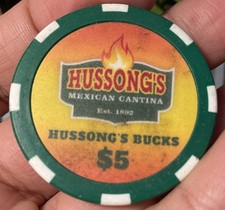 HUSSONG'S
MEXICAN CANTINA
Est. 1892
HUSSONG'S BUCKS
$5